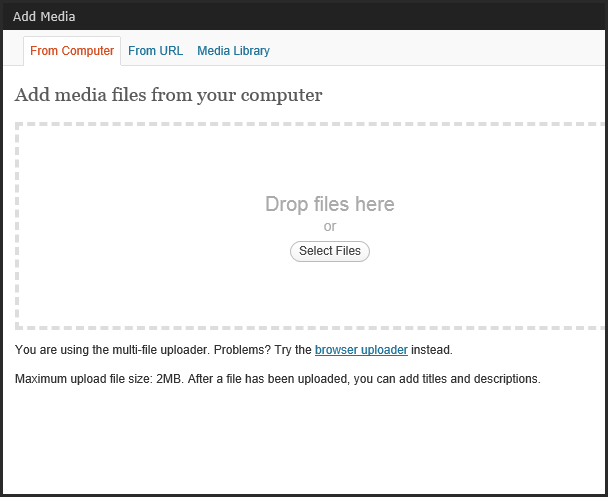 Add Media
From Computer From URL Media Library
Add media files from your computer
Drop files here
or
Select Files
You are using the multi-file uploader. Problems? Try the browser uploader instead.
Maximum upload file size: 2MB. After a file has been uploaded, you can add titles and descriptions.